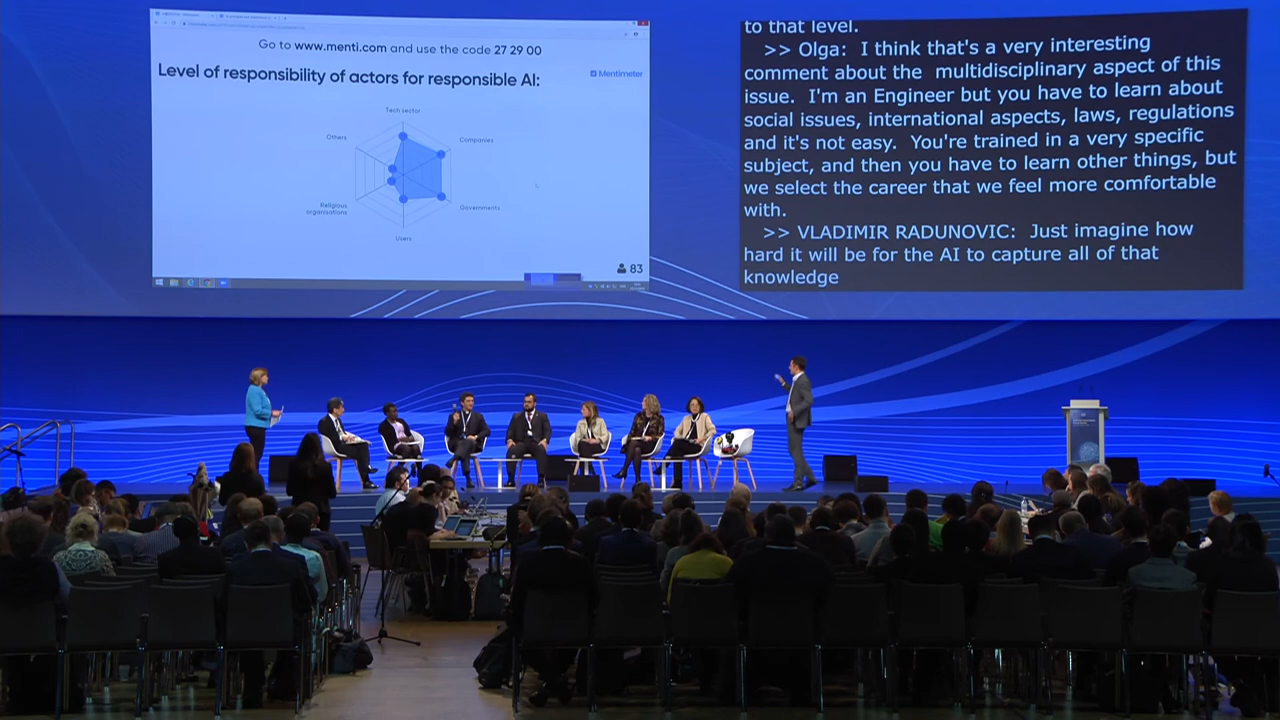 Go to www.menti.com and use the code 27 29 00
Level of responsibility of actors for responsible AI:
Mentimeter
Tech sector
Others
Companies
Religious
organisations
Governments
Users
83
to that level.
>> Olga: I think that's a very interesting
comment about the multidisciplinary aspect of this
issue. I'm an Engineer but you have to learn about
social issues, international aspects, laws, regulations
and it's not easy. You're trained in a very specific
subject, and then you have to learn other things, but
we select the career that we feel more comfortable
with.
>> VLADIMIR RADUNOVIC: Just imagine how
hard it will be for the AI to capture all of that
knowledge